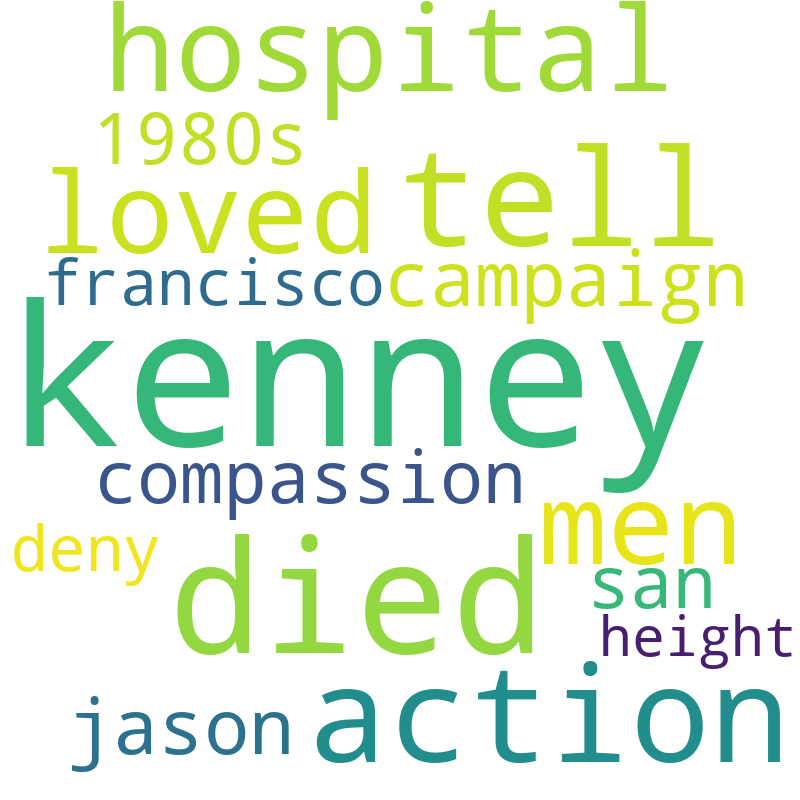 hospital
1980s
loved tell
francisco campaign
kenney
compassion
men
deny
died
san
height
jason action